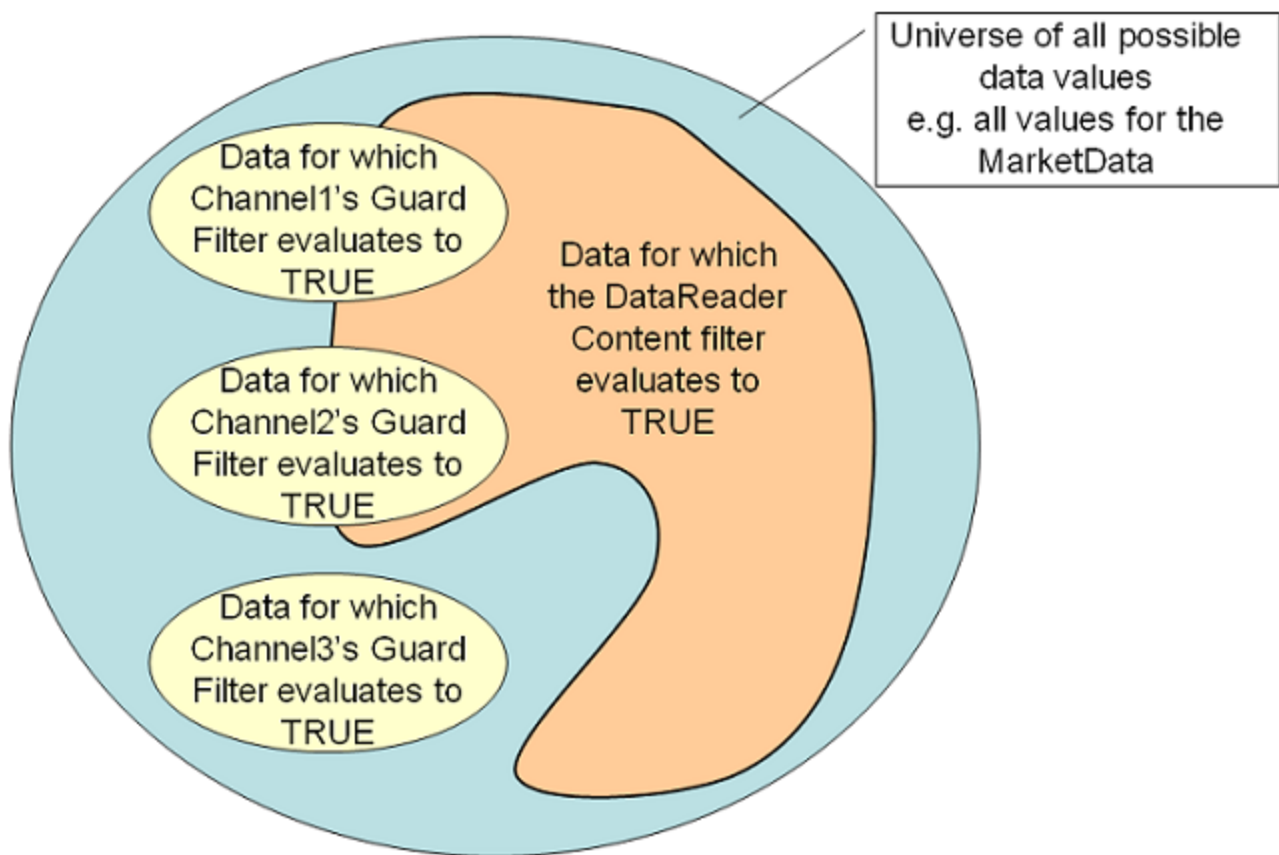 Universe of all possible
data values
e.g. all values for the
MarketData
Data for which
Channel1's Guard
Filter evaluates to
TRUE
Data for which
the DataReader
Content filter
evaluates to
TRUE
Data for which
Channel2's Guard
Filter evaluates to
TRUE
Data for which
Channel3's Guard
Filter evaluates to
TRUE